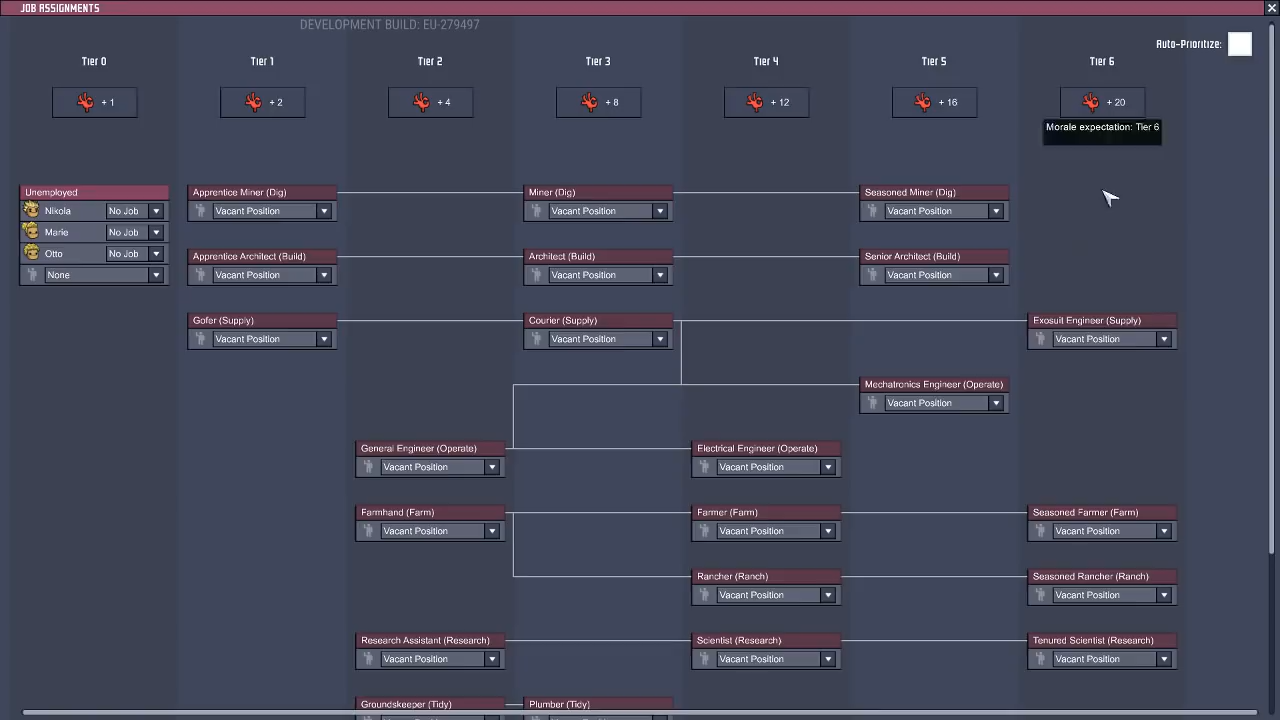 JOB ASSIGNMENTS
DEVELOPMENT BUILD: EU-279497
Auto-Prioritize:
Tier 0 Tier 1 Tier 2 Tier 3 Tier 4 Tier 5 Tier 6
+ 1 + 2 + 4 + 8 + 12 + 16 + 20
Morale expectation: Tier 6
Unemployed Apprentice Miner (Dig) Miner (Dig) Seasoned Miner (Dig)
Nikola No Job Vacant Position Vacant Position Vacant Position
Marie No Job
Otto No Job Apprentice Architect (Build) Architect (Build) Senior Architect (Build)
None Vacant Position Vacant Position Vacant Position
Gofer (Supply) Courier (Supply) Exosuit Engineer (Supply)
Vacant Position Vacant Position Vacant Position
Mechatronics Engineer (Operate)
Vacant Position
General Engineer (Operate) Electrical Engineer (Operate)
Vacant Position Vacant Position
Farmhand (Farm) Farmer (Farm) Seasoned Farmer (Farm)
Vacant Position Vacant Position Vacant Position
Rancher (Ranch) Seasoned Rancher (Ranch)
Vacant Position Vacant Position
Research Assistant (Research) Scientist (Research) Tenured Scientist (Research)
Vacant Position Vacant Position Vacant Position
Groundskeeper (Tidy) Plumber (Tidy)